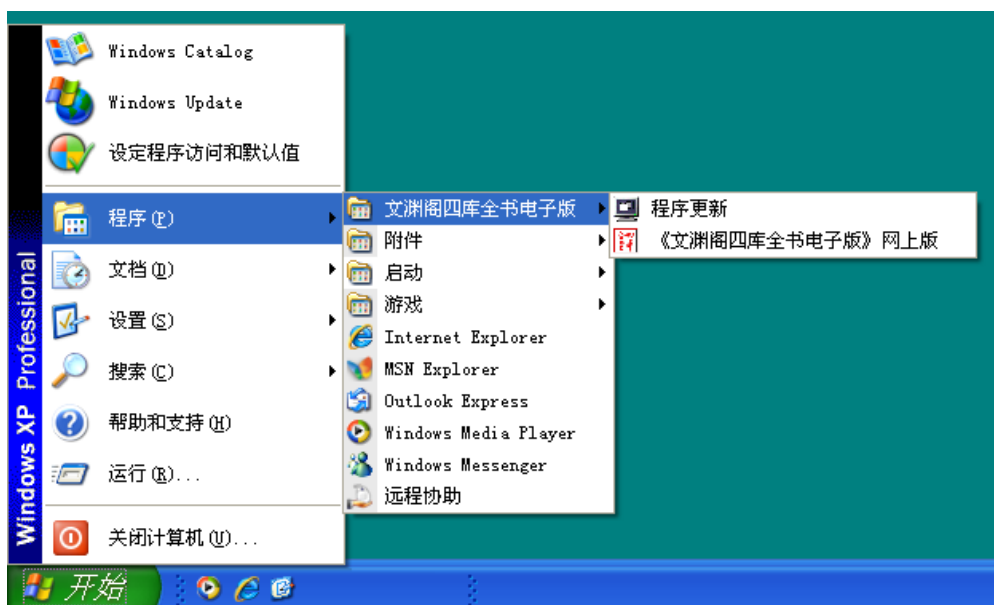 Windows XP Professional
Windows Catalog
Windows Update
设定程序访问和默认值
程序(P)
文档(D)
设置(S)
搜索(C)
帮助和支持(H)
运行(R)...
关闭计算机(U)...
文渊阁四库全书电子版
附件
启动
游戏
Internet Explorer
MSN Explorer
Outlook Express
Windows Media Player
Windows Messenger
远程协助
程序更新
《文渊阁四库全书电子版》网上版
开始